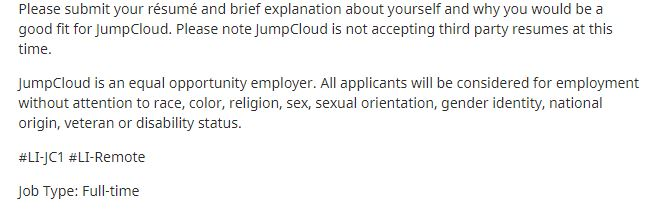 Please submit your résumé and brief explanation about yourself and why you would be a
good fit for JumpCloud. Please note JumpCloud is not accepting third party resumes at this
time.
JumpCloud is an equal opportunity employer. All applicants will be considered for employment
without attention to race, color, religion, sex, sexual orientation, gender identity, national
origin, veteran or disability status.
#LI-JC1 #LI-Remote
Job Type: Full-time